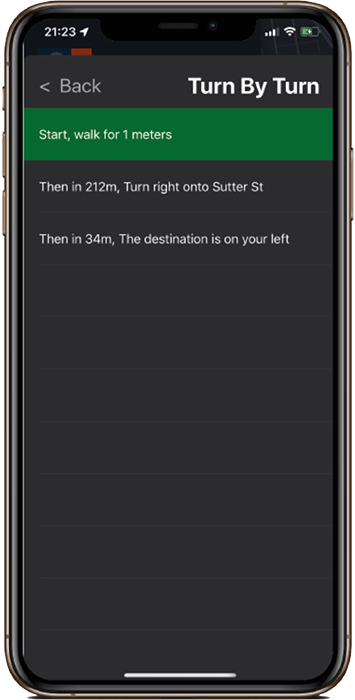 21:23
< Back
Turn By Turn
Start, walk for 1 meters
Then in 212m, Turn right onto Sutter St
Then in 34m, The destination is on your left